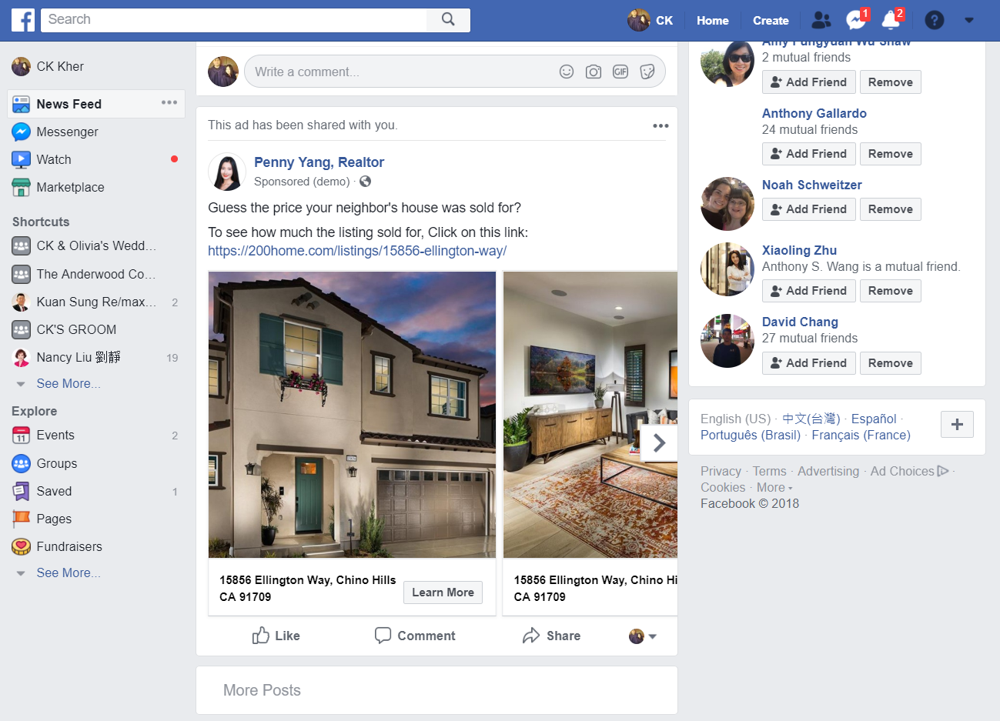 Search
CK
Home
Create
1
2
CK Kher
News Feed
Messenger
Watch
Marketplace
Shortcuts
CK & Olivia's Wedd...
The Anderwood Co...
Kuan Sung Re/max... 2
CK'S GROOM
Nancy Liu 劉靜 19
See More...
Explore
11
Events 2
Groups
Saved 1
Pages
Fundraisers
See More...
Write a comment...
GIF
This ad has been shared with you.
Penny Yang, Realtor
Sponsored (demo) ·
Guess the price your neighbor's house was sold for?
To see how much the listing sold for, Click on this link:
https://200home.com/listings/15856-ellington-way/
15856 Ellington Way, Chino Hills
CA 91709
Learn More
15856 Ellington Way, Chino Hi
CA 91709
Like
Comment
Share
More Posts
Amy Fungyuan Wu Shaw
2 mutual friends
Add Friend
Remove
Anthony Gallardo
24 mutual friends
Add Friend
Remove
Noah Schweitzer
Add Friend
Remove
Xiaoling Zhu
Anthony S. Wang is a mutual friend.
Add Friend
Remove
David Chang
27 mutual friends
Add Friend
Remove
English (US) · 中文(台灣) · Español ·
Português (Brasil) · Français (France)
Privacy · Terms · Advertising · Ad Choices ·
Cookies · More
Facebook © 2018